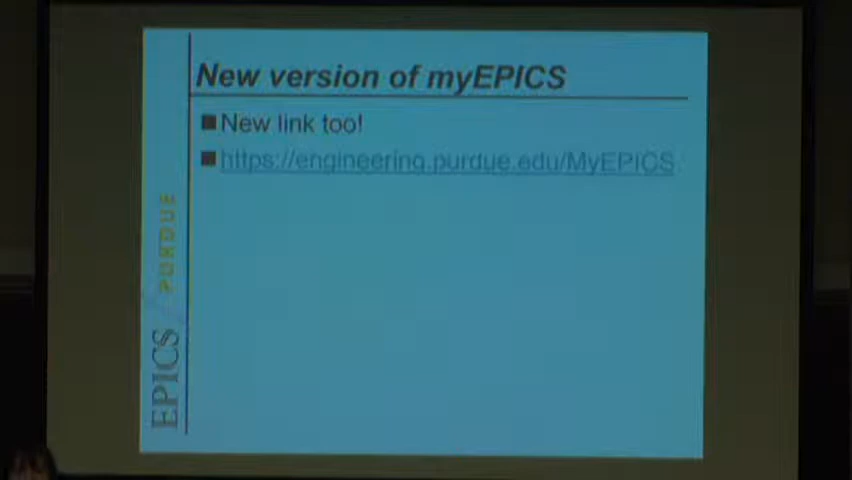 New version of myEPICS
New link too!
https://engineering.purdue.edu/MyEPICS
EPICS
PURDUE